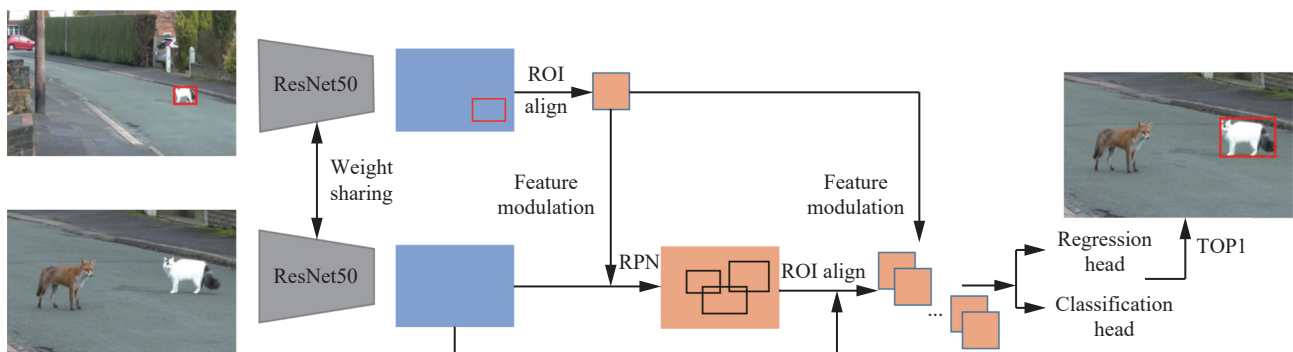 ResNet50
ROI
align
Weight
sharing
Feature
modulation
Feature
modulation
ResNet50
RPN
ROI align
...
Regression
head
Classification
head
TOP1